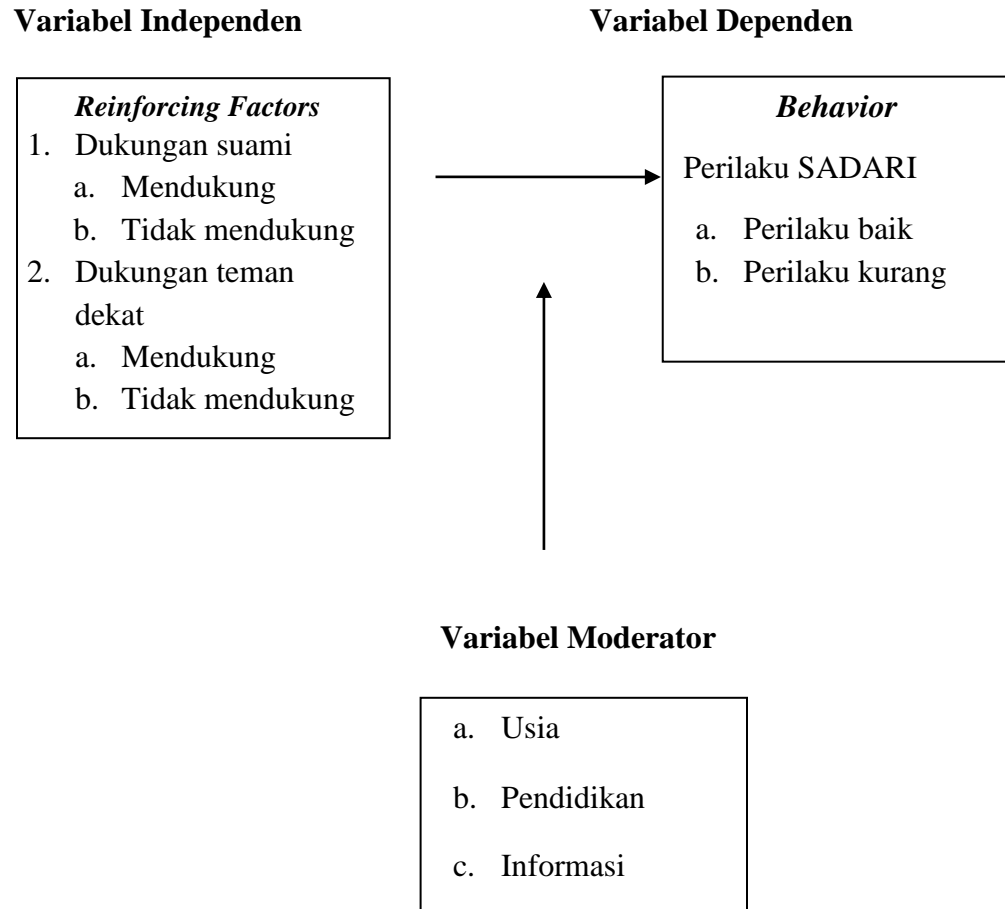 Variabel Independen
Variabel Dependen
Reinforcing Factors
1. Dukungan suami
a. Mendukung
b. Tidak mendukung
2. Dukungan teman
dekat
a. Mendukung
b. Tidak mendukung
Behavior
Perilaku SADARI
a. Perilaku baik
b. Perilaku kurang
Variabel Moderator
a. Usia
b. Pendidikan
c. Informasi